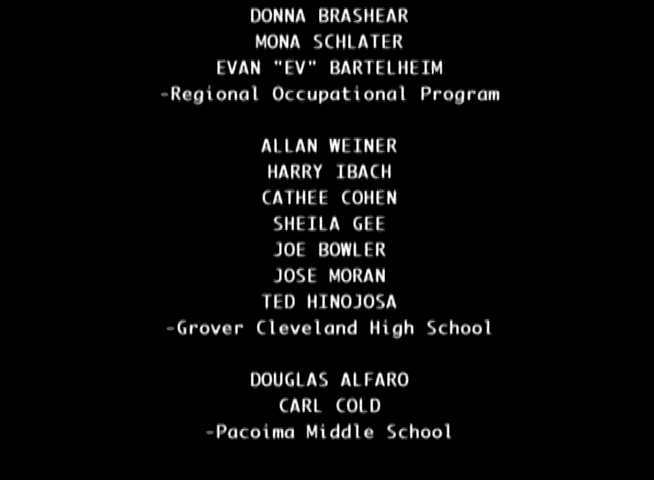 DONNA BRASHEAR
MONA SCHLATER
EVAN "EV" BARTELHEIM
-Regional Occupational Program
ALLAN WEINER
HARRY IBACH
CATHEE COHEN
SHEILA GEE
JOE BOWLER
JOSE MORAN
TED HINOJOSA
-Grover Cleveland High School
DOUGLAS ALFARO
CARL COLD
-Pacoima Middle School